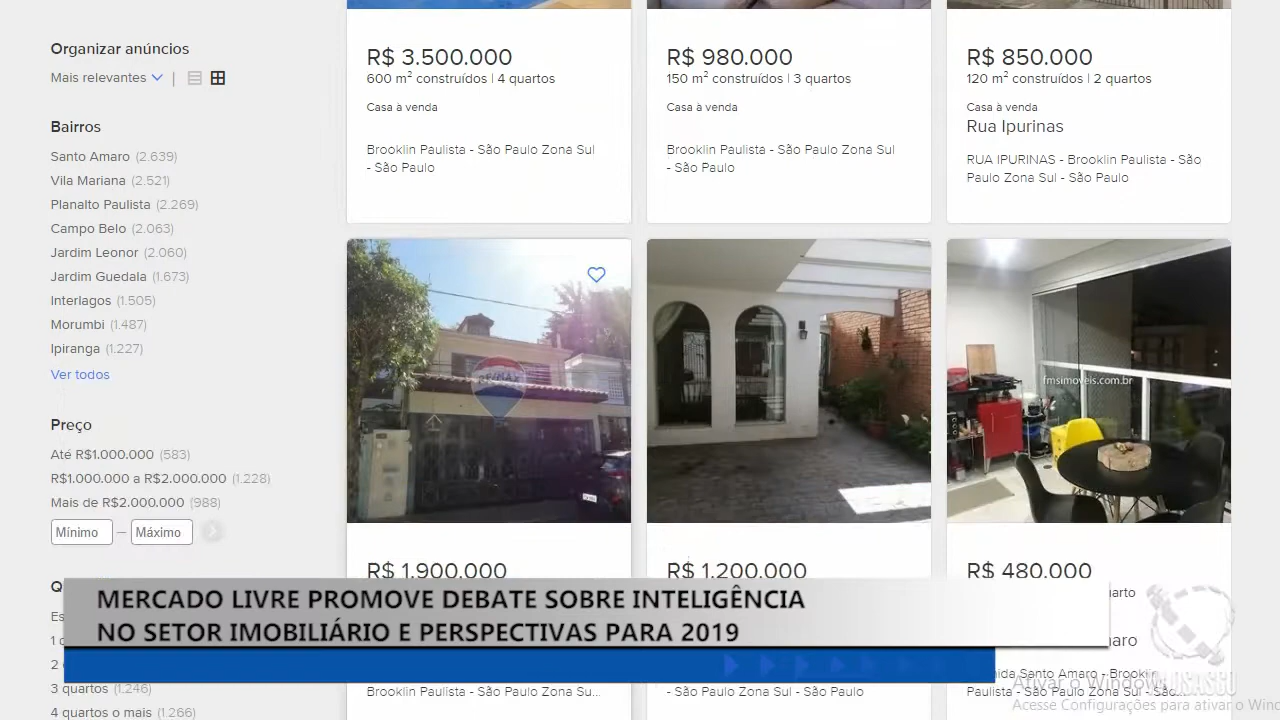 Organizar anúncios
Mais relevantes |
Bairros
Santo Amaro (2.639)
Vila Mariana (2.521)
Planalto Paulista (2.269)
Campo Belo (2.063)
Jardim Leonor (2.060)
Jardim Guedala (1.673)
Interlagos (1.505)
Morumbi (1.487)
Ipiranga (1.227)
Ver todos
Preço
Até R$1.000.000 (583)
R$1.000.000 a R$2.000.000 (1.228)
Mais de R$2.000.000 (988)
Mínimo – Máximo
3 quartos (1.246)
4 quartos o mais (1.266)
R$ 3.500.000
600 m² construídos | 4 quartos
Casa à venda
Brooklin Paulista - São Paulo Zona Sul
- São Paulo
R$ 980.000
150 m² construídos | 3 quartos
Casa à venda
Brooklin Paulista - São Paulo Zona Sul
- São Paulo
R$ 850.000
120 m² construídos | 2 quartos
Casa à venda
Rua Ipurinas
RUA IPURINAS - Brooklin Paulista - São
Paulo Zona Sul - São Paulo
RE/MAX
fmsimoveis.com.br
R$ 1.900.000
R$ 1.200.000
R$ 480.000
MERCADO LIVRE PROMOVE DEBATE SOBRE INTELIGÊNCIA
NO SETOR IMOBILIÁRIO E PERSPECTIVAS PARA 2019
Brooklin Paulista - São Paulo Zona Su...
- São Paulo Zona Sul - São Paulo
Santo Amaro - Brooklin
Paulista - São Paulo Zona Sul - São...
Ativar o Windows
Acesse Configurações para ativar o Wind